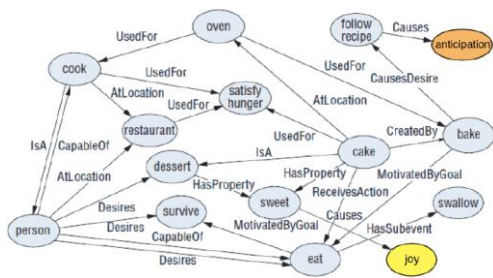 oven
follow
recipe
Causes
anticipation
UsedFor
cook
UsedFor
UsedFor
CausesDesire
AtLocation
UsedFor
satisfy
hunger
AtLocation
restaurant
IsA
CapableOf
UsedFor
CreatedBy
bake
cake
IsA
dessert
AtLocation
HasProperty
HasProperty
MotivatedByGoal
ReceivesAction
Desires
sweet
swallow
survive
Causes
HasSubevent
person
Desires
MotivatedByGoal
CapableOf
eat
joy
Desires